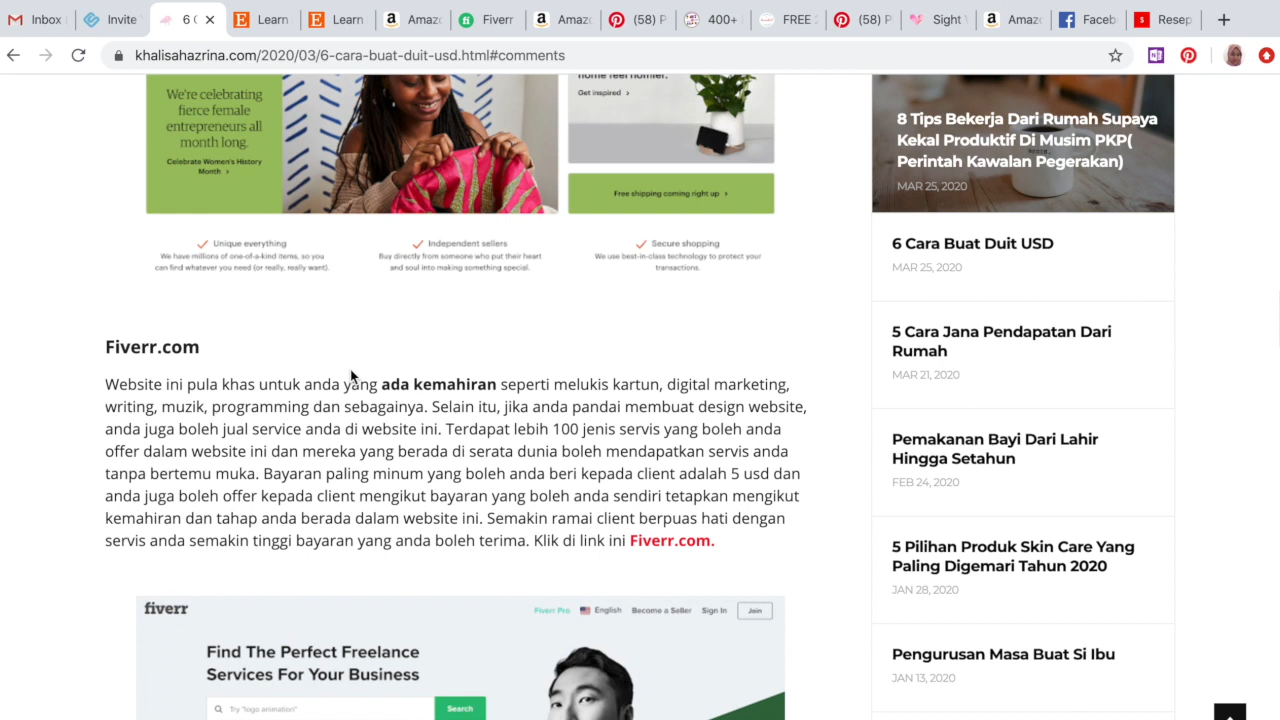 Inbox
Invite
6 C
Learn
Learn
Amaz
Fiverr
Amaz
(58) P
400+
FREE
(58) P
Sight
Amaz
Faceb
Resep
khalisahazrina.com/2020/03/6-cara-buat-duit-usd.html#comments
We're celebrating
fierce female
entrepreneurs all
month long.
Celebrate Women's History
Month >
home feel homier.
Get inspired >
Free shipping coming right up >
Unique everything
We have millions of one-of-a-kind items, so you
can find whatever you need (or really, really want).
Independent sellers
Buy directly from someone who put their heart
and soul into making something special.
Secure shopping
We use best-in-class technology to protect your
transactions.
Fiverr.com
Website ini pula khas untuk anda yang ada kemahiran seperti melukis kartun, digital marketing,
writing, muzik, programming dan sebagainya. Selain itu, jika anda pandai membuat design website,
anda juga boleh jual service anda di website ini. Terdapat lebih 100 jenis servis yang boleh anda
offer dalam website ini dan mereka yang berada di serata dunia boleh mendapatkan servis anda
tanpa bertemu muka. Bayaran paling minum yang boleh anda beri kepada client adalah 5 usd dan
anda juga boleh offer kepada client mengikut bayaran yang boleh anda sendiri tetapkan mengikut
kemahiran dan tahap anda berada dalam website ini. Semakin ramai client berpuas hati dengan
servis anda semakin tinggi bayaran yang anda boleh terima. Klik di link ini Fiverr.com.
fiverr
Fiverr Pro
English
Become a Seller
Sign In
Join
Find The Perfect Freelance
Services For Your Business
Try "logo animation"
Search
8 Tips Bekerja Dari Rumah Supaya
Kekal Produktif Di Musim PKP(
Perintah Kawalan Pegerakan)
MAR 25, 2020
6 Cara Buat Duit USD
MAR 25, 2020
5 Cara Jana Pendapatan Dari
Rumah
MAR 21, 2020
Pemakanan Bayi Dari Lahir
Hingga Setahun
FEB 24, 2020
5 Pilihan Produk Skin Care Yang
Paling Digemari Tahun 2020
JAN 28, 2020
Pengurusan Masa Buat Si Ibu
JAN 13, 2020